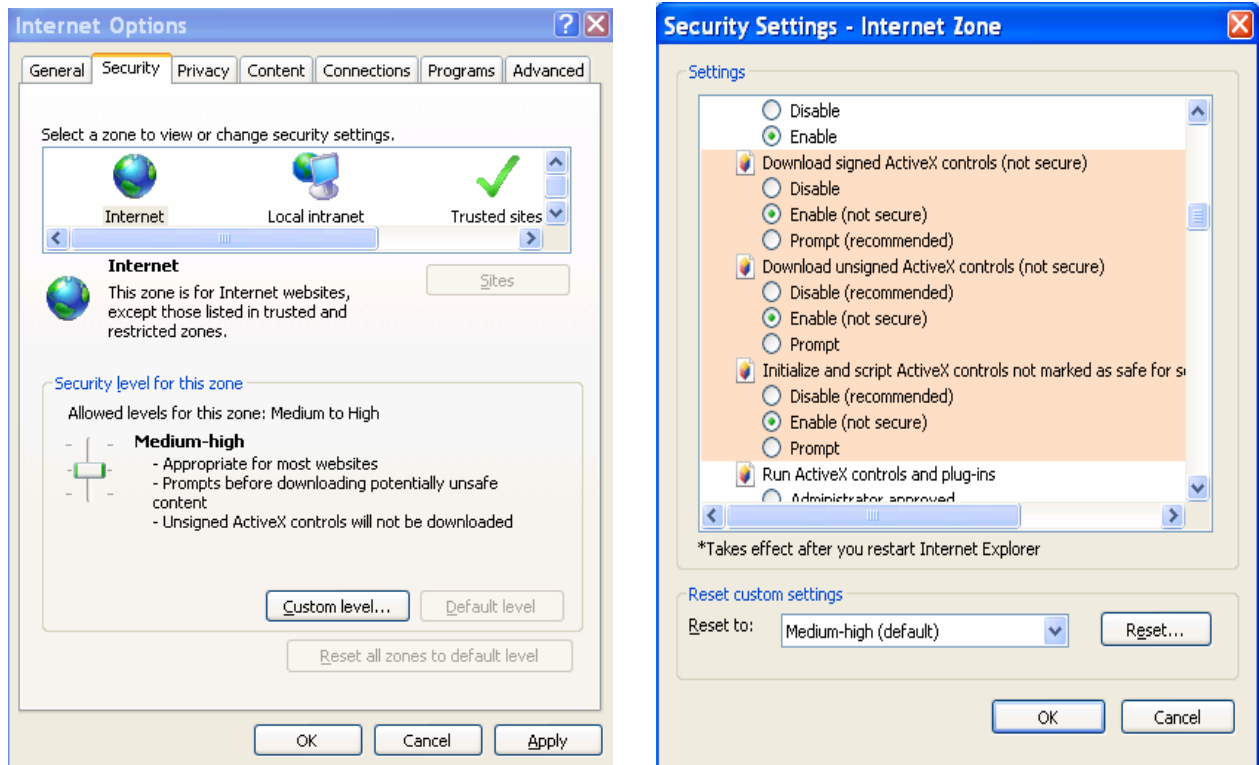 Internet Options
General Security Privacy Content Connections Programs Advanced
Select a zone to view or change security settings.
Internet Local intranet Trusted sites
Internet
This zone is for Internet websites,
except those listed in trusted and
restricted zones.
Sites
Security level for this zone
Allowed levels for this zone: Medium to High
Medium-high
- Appropriate for most websites
- Prompts before downloading potentially unsafe
content
- Unsigned ActiveX controls will not be downloaded
Custom level... Default level
Reset all zones to default level
OK Cancel Apply
Security Settings - Internet Zone
Settings
Disable
Enable
Download signed ActiveX controls (not secure)
Disable
Enable (not secure)
Prompt (recommended)
Download unsigned ActiveX controls (not secure)
Disable (recommended)
Enable (not secure)
Prompt
Initialize and script ActiveX controls not marked as safe for
Disable (recommended)
Enable (not secure)
Prompt
Run ActiveX controls and plug-ins
Administrator approved
*Takes effect after you restart Internet Explorer
Reset custom settings
Reset to: Medium-high (default) Reset...
OK Cancel